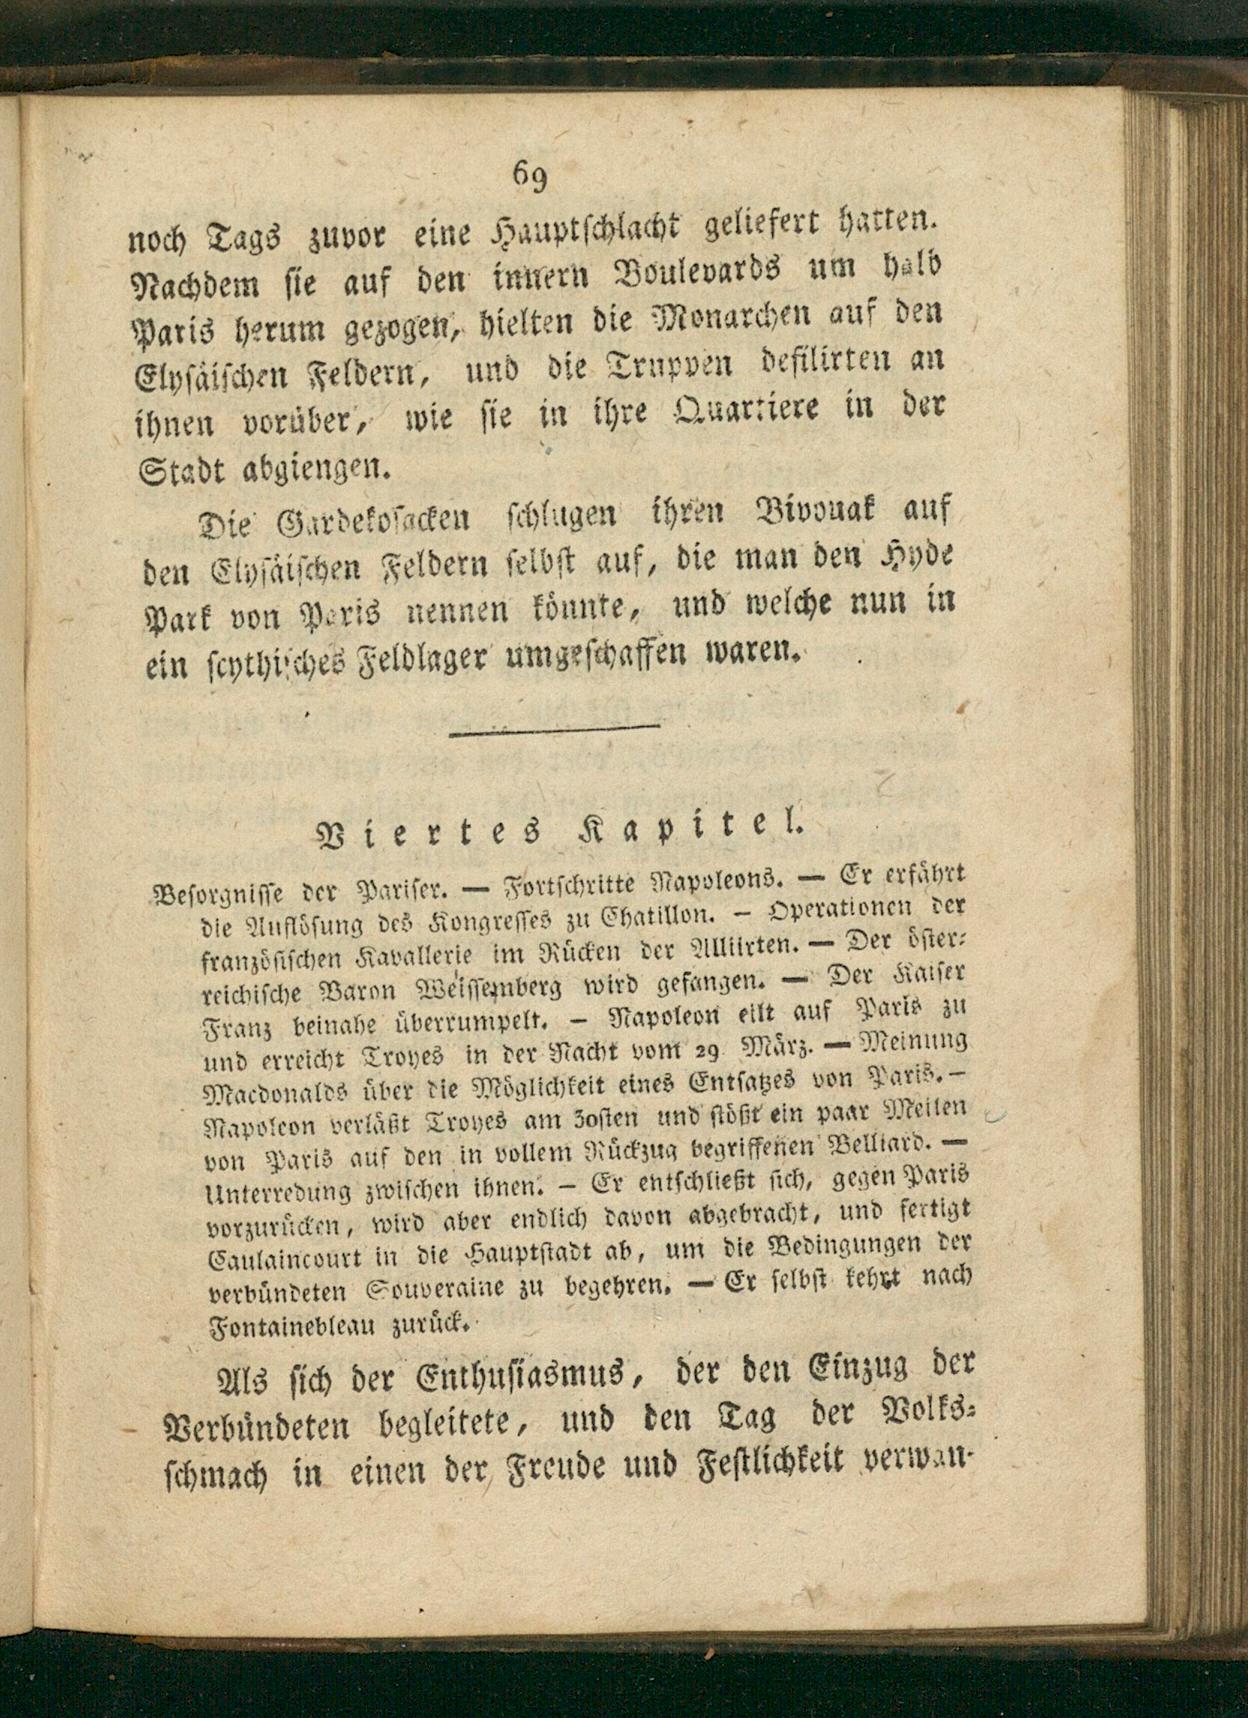 69
noch Tags zuvor eine Hauptschlacht geliefert hatten.
Nachdem sie auf den innern Boulevards um halb
Paris herum gezogen, hielten die Monarchen auf den
Elysäischen Feldern, und die Truppen defilirten an
ihnen vorüber, wie sie in ihre Quartiere in der
Stadt abgiengen.
Die Gardekosacken schlugen ihren Bivouak auf
den Elysäischen Feldern selbst auf, die man den Hyde
Park von Paris nennen könnte, und welche nun in
ein scythisches Feldlager umgeschaffen waren.
Viertes Kapitel.
Besorgnisse der Pariser. — Fortschritte Napoleons. — Er erfährt
die Auflösung des Kongresses zu Chatillon. — Operationen der
französischen Kavallerie im Rücken der Alliirten. — Der öster-
reichische Baron Weissemberg wird gefangen. — Der Kaiser
Franz beinahe überrumpelt. — Napoleon eilt auf Paris zu
und erreicht Troyes in der Nacht vom 29 März. — Meinung
Macdonalds über die Möglichkeit eines Entsatzes von Paris. —
Napoleon verläßt Troyes am 30sten und stößt ein paar Meilen
von Paris auf den in vollem Rückzug begriffenen Belliard. —
Unterredung zwischen ihnen. — Er entschließt sich, gegen Paris
vorzurücken, wird aber endlich davon abgebracht, und fertigt
Caulaincourt in die Hauptstadt ab, um die Bedingungen der
verbündeten Souveraine zu begehren. — Er selbst kehrt nach
Fontainebleau zurück.
Als sich der Enthusiasmus, der den Einzug der
Verbündeten begleitete, und den Tag der Volks-
schmach in einen der Freude und Festlichkeit verwan-